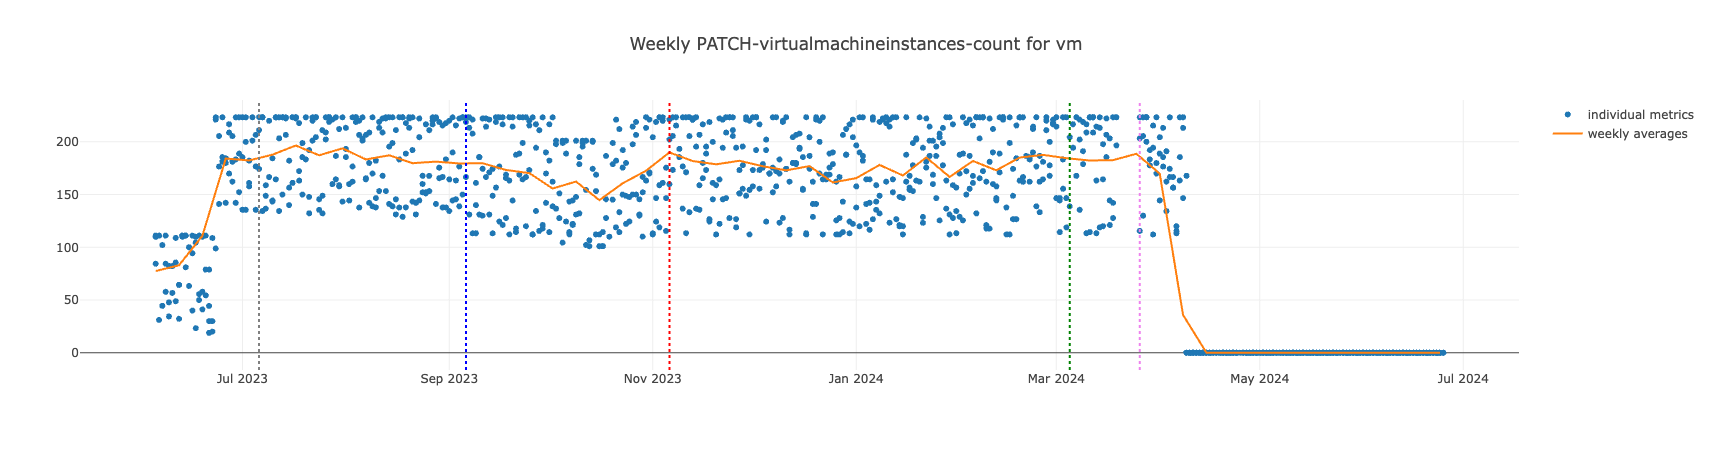 Weekly PATCH-virtualmachineinstances-count for vm
individual metrics
weekly averages
200
150
100
50
0
Jul 2023
Sep 2023
Nov 2023
Jan 2024
Mar 2024
May 2024
Jul 2024